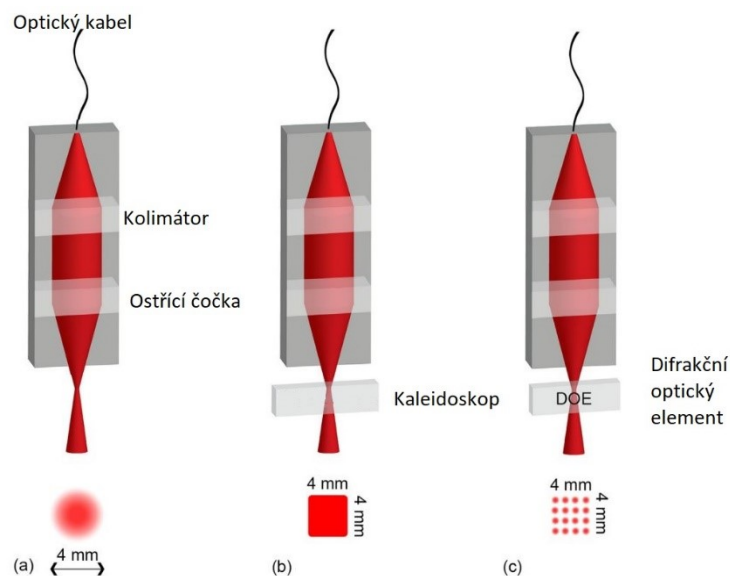 Optický kabel
Kolimátor
Ostřící čočka
Kaleidoskop
Difrakční
optický
element
DOE
4 mm
4 mm
4 mm
4 mm
(a)
4 mm
(b)
(c)